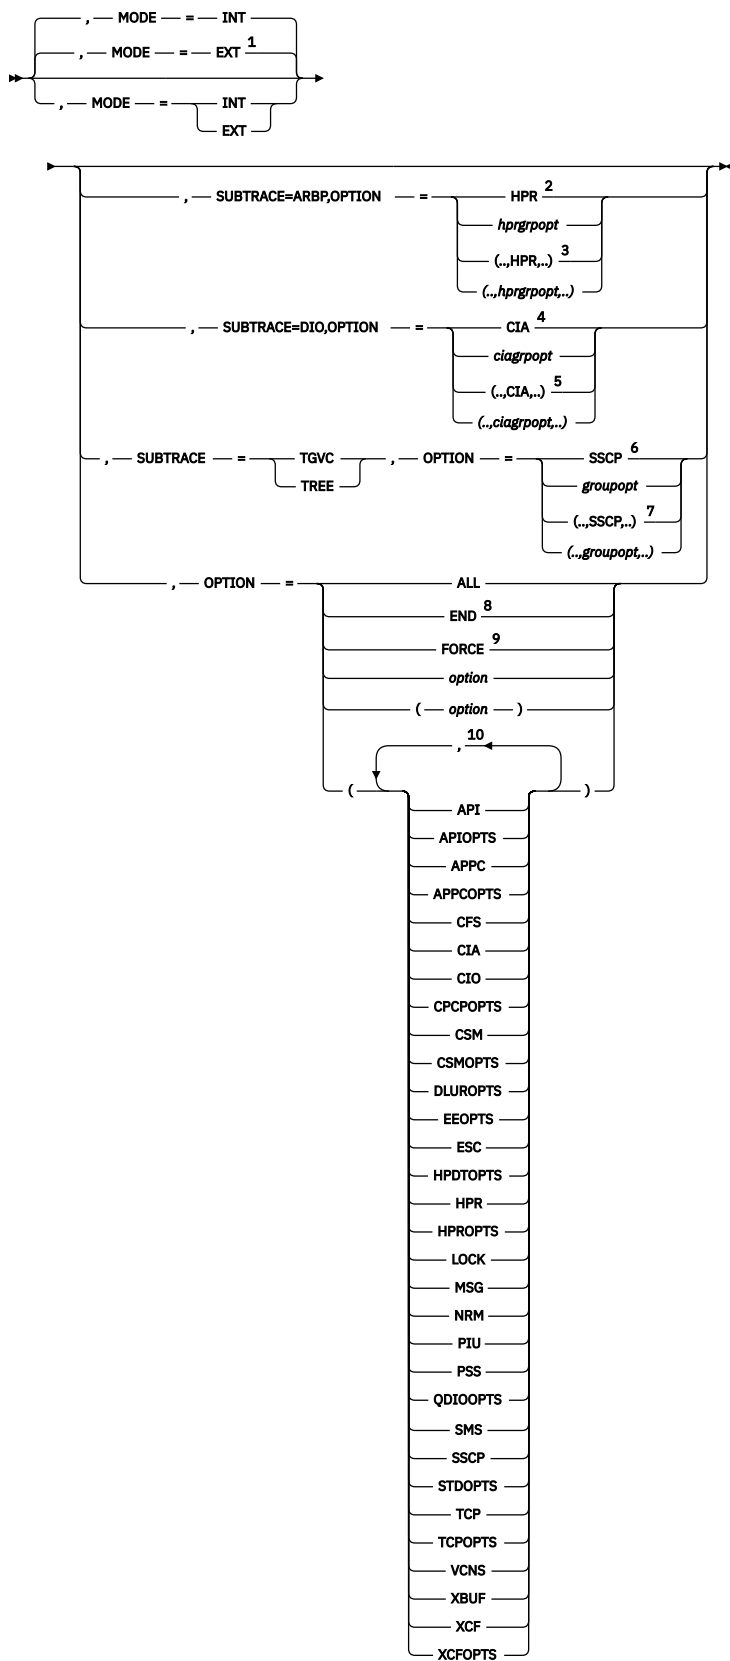 , MODE = INT
, MODE = EXT 1
, MODE = INT
EXT
, SUBTRACE=ARBP,OPTION = HPR 2
hprgrpopt
(..,HPR,..) 3
(..,hprgrpopt,..)
, SUBTRACE=DIO,OPTION = CIA 4
ciagrpopt
(..,CIA,..) 5
(..,ciagrpopt,..)
, SUBTRACE = TGVC , OPTION = SSCP 6
TREE groupopt
(..,SSCP,..) 7
(..,groupopt,..)
, OPTION = ALL
END 8
FORCE 9
option
( option )
, 10
( )
API
APIOPTS
APPC
APPCOPTS
CFS
CIA
CIO
CPCPOPTS
CSM
CSMOPTS
DLUROPTS
EEOPTS
ESC
HPDTOPTS
HPR
HPROPTS
LOCK
MSG
NRM
PIU
PSS
QDIOOPTS
SMS
SSCP
STDOPTS
TCP
TCPOPTS
VCNS
XBUF
XCF
XCFOPTS